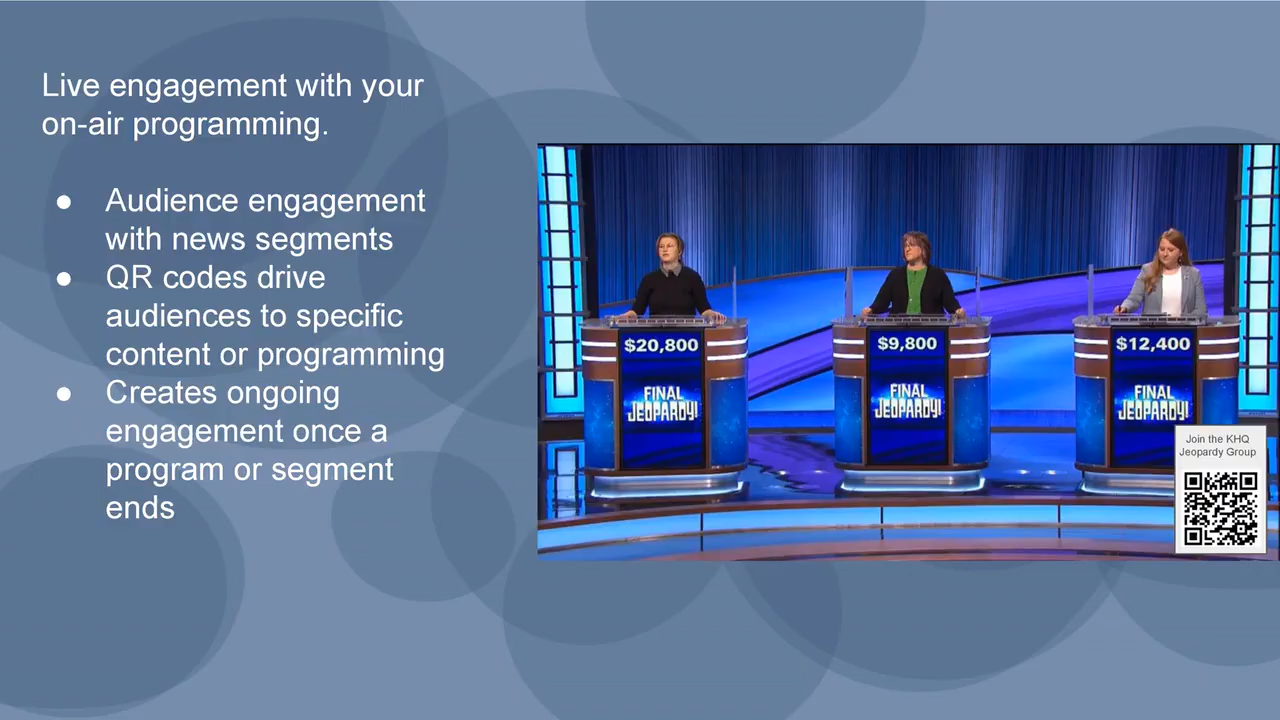 Live engagement with your
on-air programming.
● Audience engagement
with news segments
● QR codes drive
audiences to specific
content or programming
● Creates ongoing
engagement once a
program or segment
ends
$20,800
FINAL
JEOPARDY!
$9,800
FINAL
JEOPARDY!
$12,400
FINAL
JEOPARDY!
Join the KHQ
Jeopardy Group